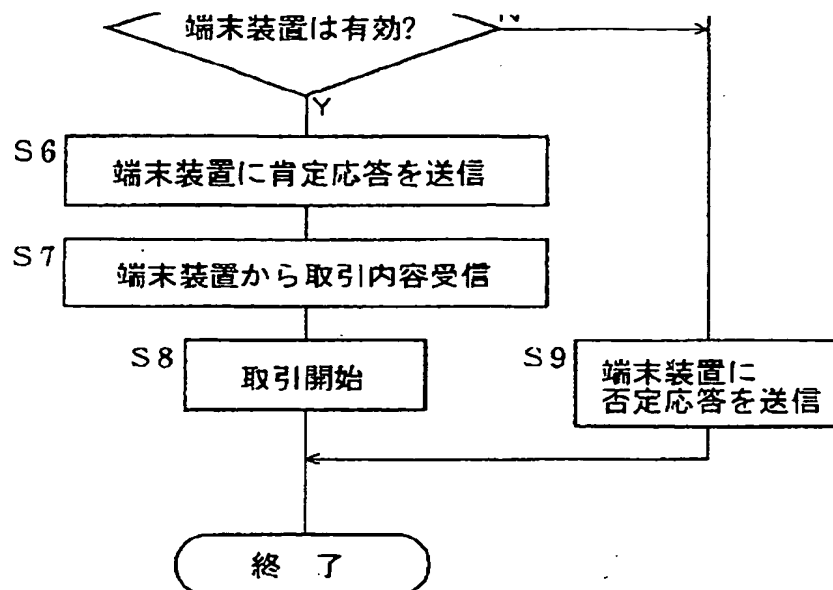 端末装置は有効?
N
Y
S6
端末装置に肯定応答を送信
S7
端末装置から取引内容受信
S8
取引開始
S9
端末装置に
否定応答を送信
終 了